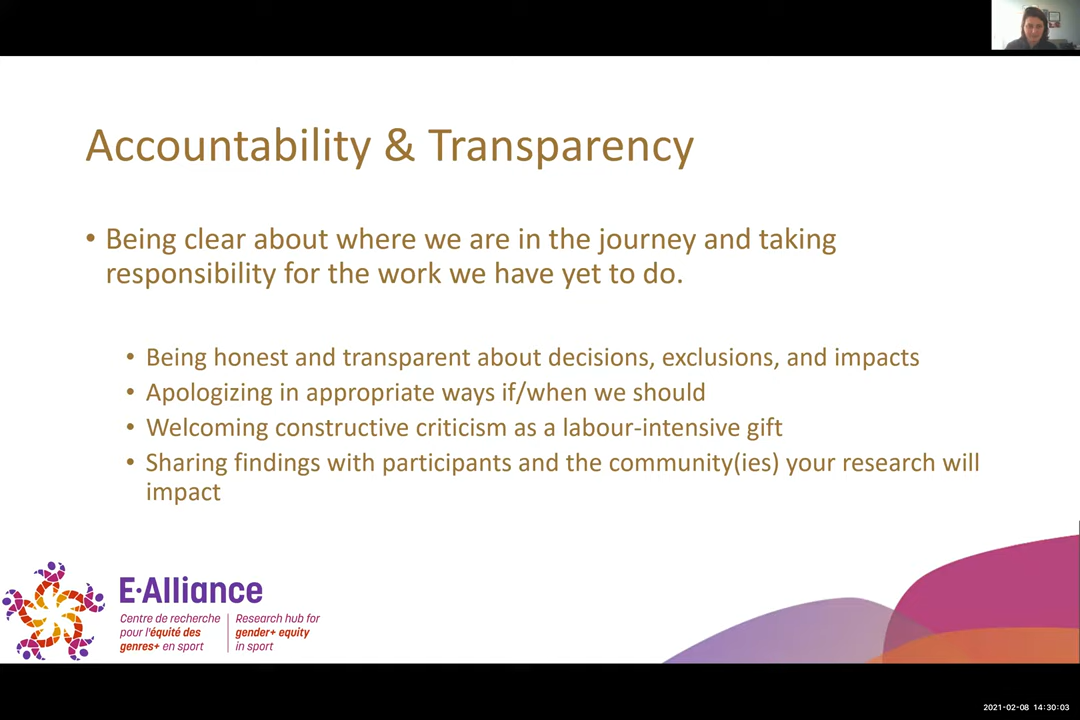 Accountability & Transparency
• Being clear about where we are in the journey and taking
responsibility for the work we have yet to do.
• Being honest and transparent about decisions, exclusions, and impacts
• Apologizing in appropriate ways if/when we should
• Welcoming constructive criticism as a labour-intensive gift
• Sharing findings with participants and the community(ies) your research will
impact
E·Alliance
Centre de recherche
pour l'équité des
genres+ en sport
Research hub for
gender+ equity
in sport
2021-02-08 14:30:03